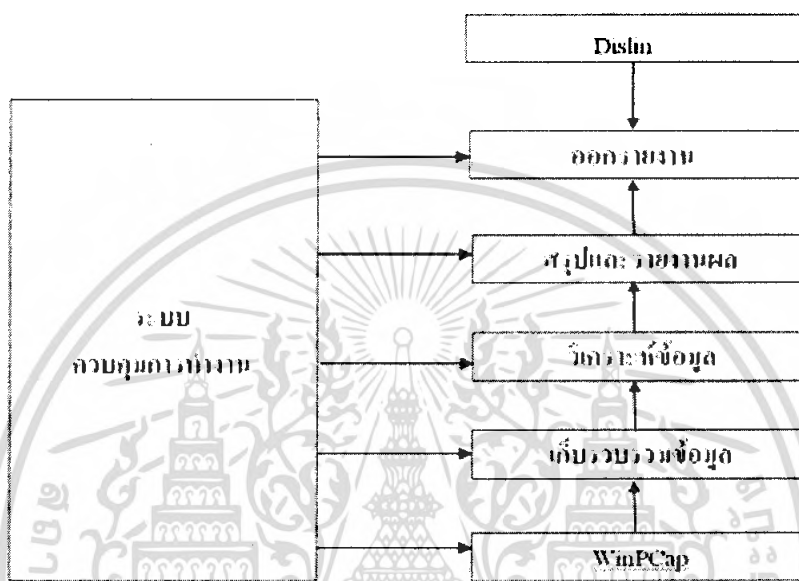 Dislin
ออกรายงาน
สรุปและรายงานผล
ระบบ
ควบคุมการทำงาน
วิเคราะห์ข้อมูล
เก็บรวบรวมข้อมูล
WinPCap